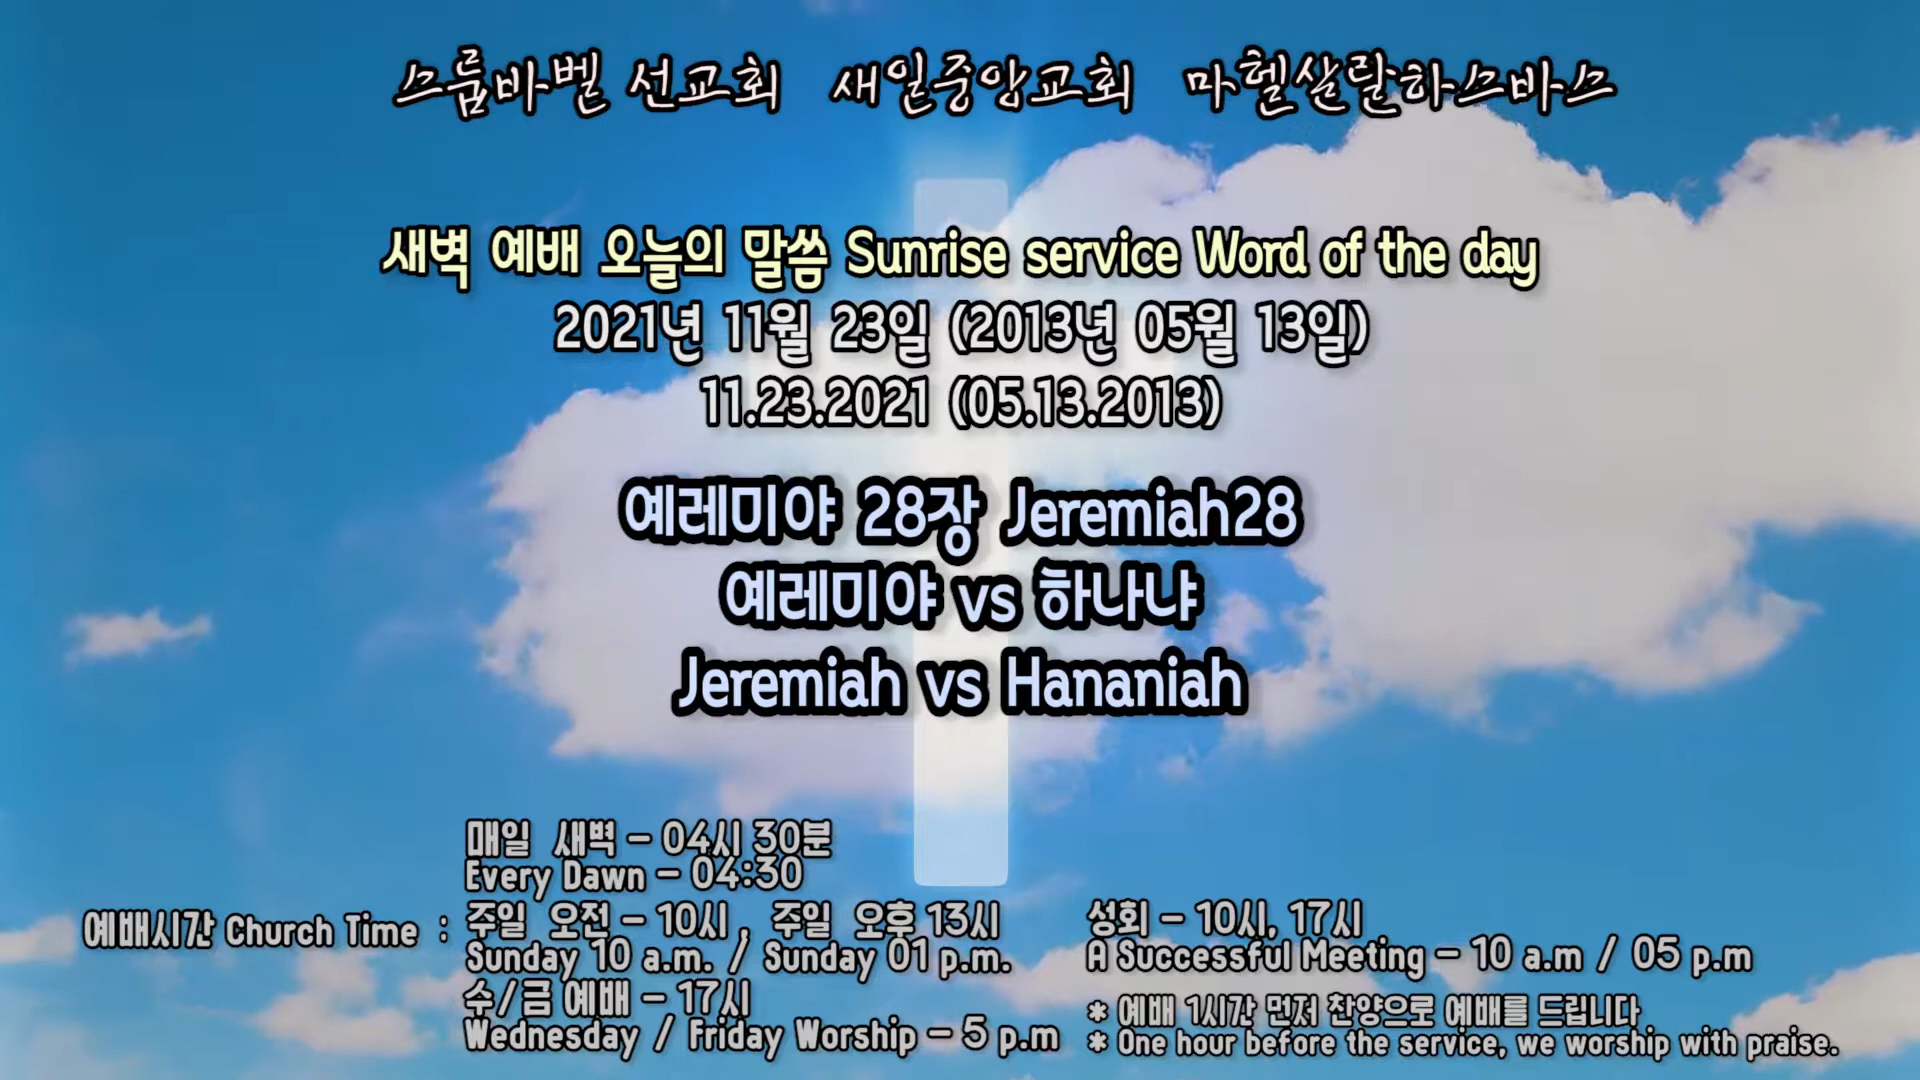 스룹바벨 선교회 새일중앙교회 마헬살랄하스바스
새벽 예배 오늘의 말씀 Sunrise service Word of the day
2021년 11월 23일 (2013년 05월 13일)
11.23.2021 (05.13.2013)
예레미야 28장 Jeremiah28
예레미야 vs 하나냐
Jeremiah vs Hananiah
예배시간 Church Time :
매일 새벽 - 04시 30분
Every Dawn - 04:30
주일 오전 - 10시 , 주일 오후 13시
Sunday 10 a.m. / Sunday 01 p.m.
수/금 예배 - 17시
Wednesday / Friday Worship - 5 p.m
성회 - 10시, 17시
A Successful Meeting - 10 a.m / 05 p.m
* 예배 1시간 먼저 찬양으로 예배를 드립니다
* One hour before the service, we worship with praise.